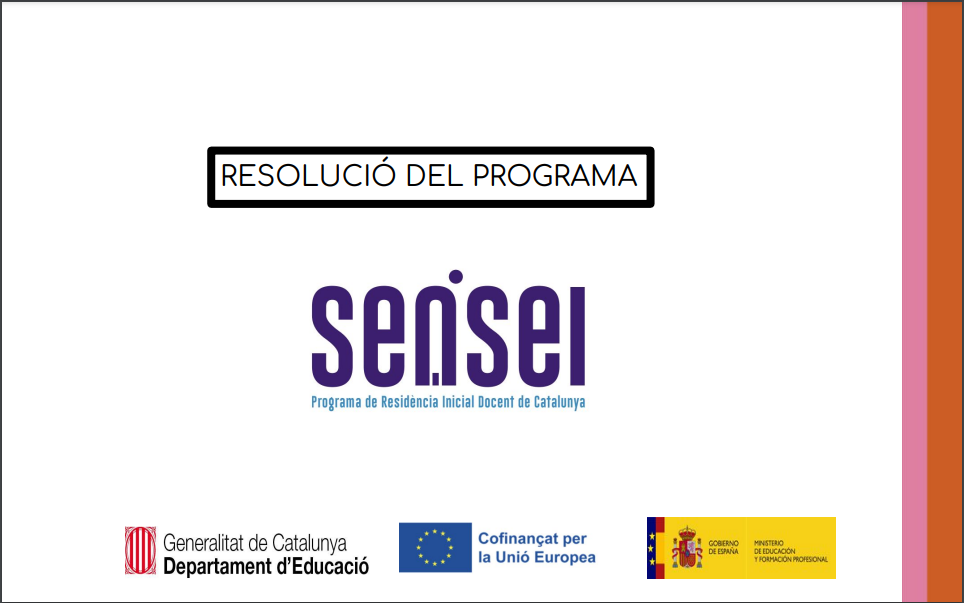 RESOLUCIÓ DEL PROGRAMA
sensei
Programa de Residència Inicial Docent de Catalunya
Generalitat de Catalunya
Departament d'Educació
Cofinançat per
la Unió Europea
GOBIERNO
DE ESPAÑA
MINISTERIO
DE EDUCACIÓN
Y FORMACIÓN PROFESIONAL